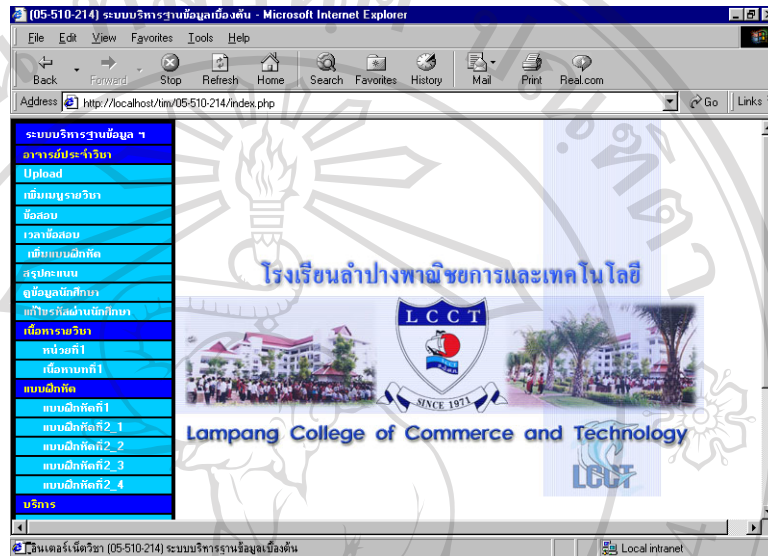 (05-510-214) ระบบบริหารฐานข้อมูลเบื้องต้น - Microsoft Internet Explorer
File Edit View Favorites Tools Help
Back Forward Stop Refresh Home Search Favorites History Mail Print Real.com
Address http://localhost/tim/05-510-214/index.php Go Links
ระบบบริหารฐานข้อมูล ฯ
อาจารย์ประจำวิชา
Upload
เพิ่มเมนูรายวิชา
ข้อสอบ
เวลาข้อสอบ
เพิ่มแบบฝึกหัด
สรุปคะแนน
ดูข้อมูลนักศึกษา
แก้ไขรหัสผ่านนักศึกษา
เนื้อหารายวิชา
หน่วยที่1
เนื้อหาบทที่1
แบบฝึกหัด
แบบฝึกหัดที่1
แบบฝึกหัดที่2_1
แบบฝึกหัดที่2_2
แบบฝึกหัดที่2_3
แบบฝึกหัดที่2_4
บริการ
โรงเรียนลำปางพาณิชยการและเทคโนโลยี
LCCT
SINCE 1971
Lampang College of Commerce and Technology
LCCT
อินเตอร์เน็ตวิชา (05-510-214) ระบบบริหารฐานข้อมูลเบื้องต้น Local intranet